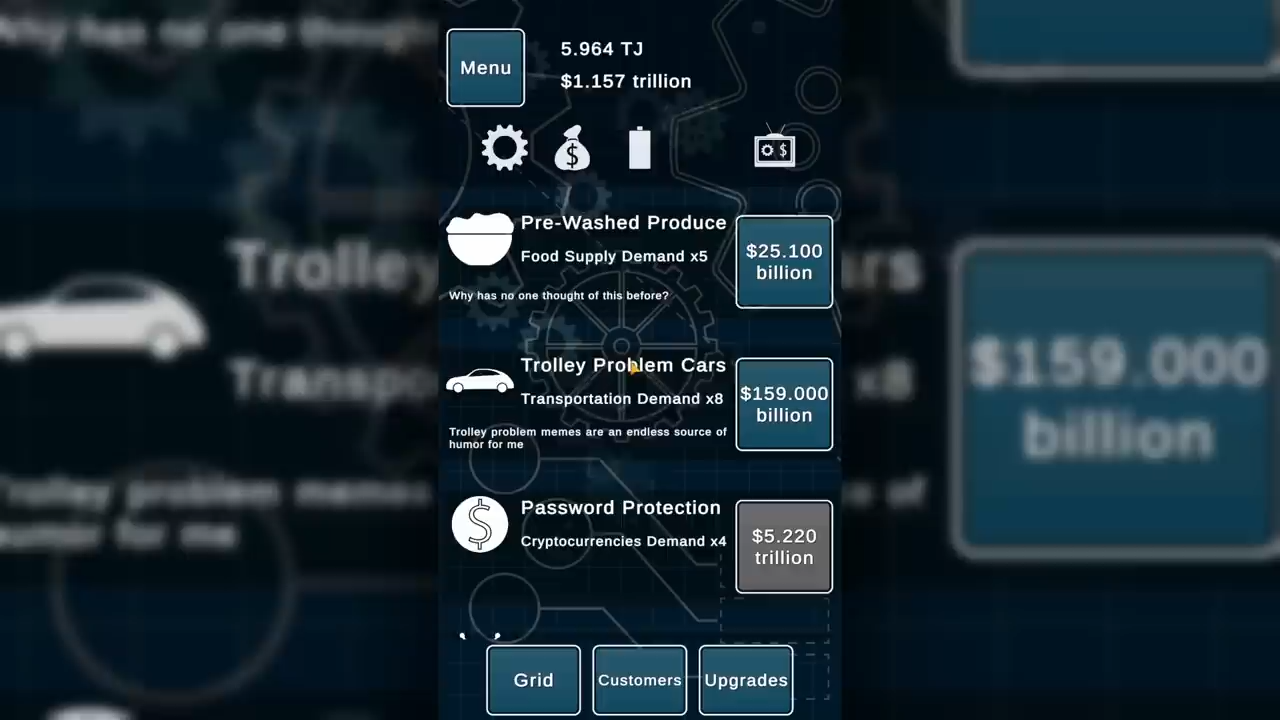 Menu
5.964 TJ
$1.157 trillion
Pre-Washed Produce
Food Supply Demand x5
Why has no one thought of this before?
$25.100
billion
Trolley Problem Cars
Transportation Demand x8
Trolley problem memes are an endless source of
humor for me
$159.000
billion
Password Protection
Cryptocurrencies Demand x4
$5.220
trillion
Grid
Customers
Upgrades